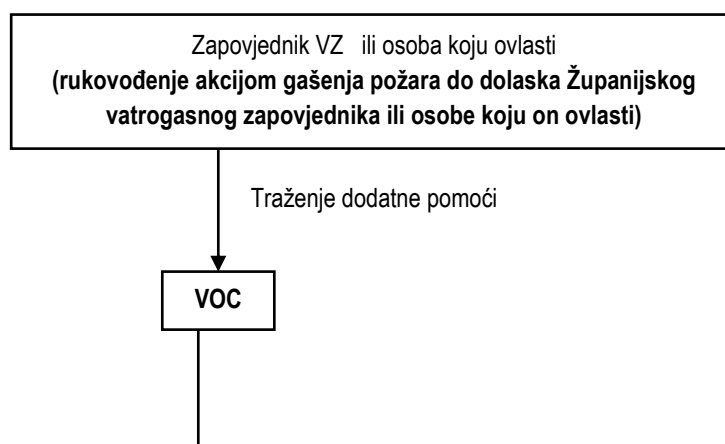 Zapovjednik VZ ili osoba koju ovlasti
(rukovođenje akcijom gašenja požara do dolaska Županijskog
vatrogasnog zapovjednika ili osobe koju on ovlasti)
Traženje dodatne pomoći
VOC